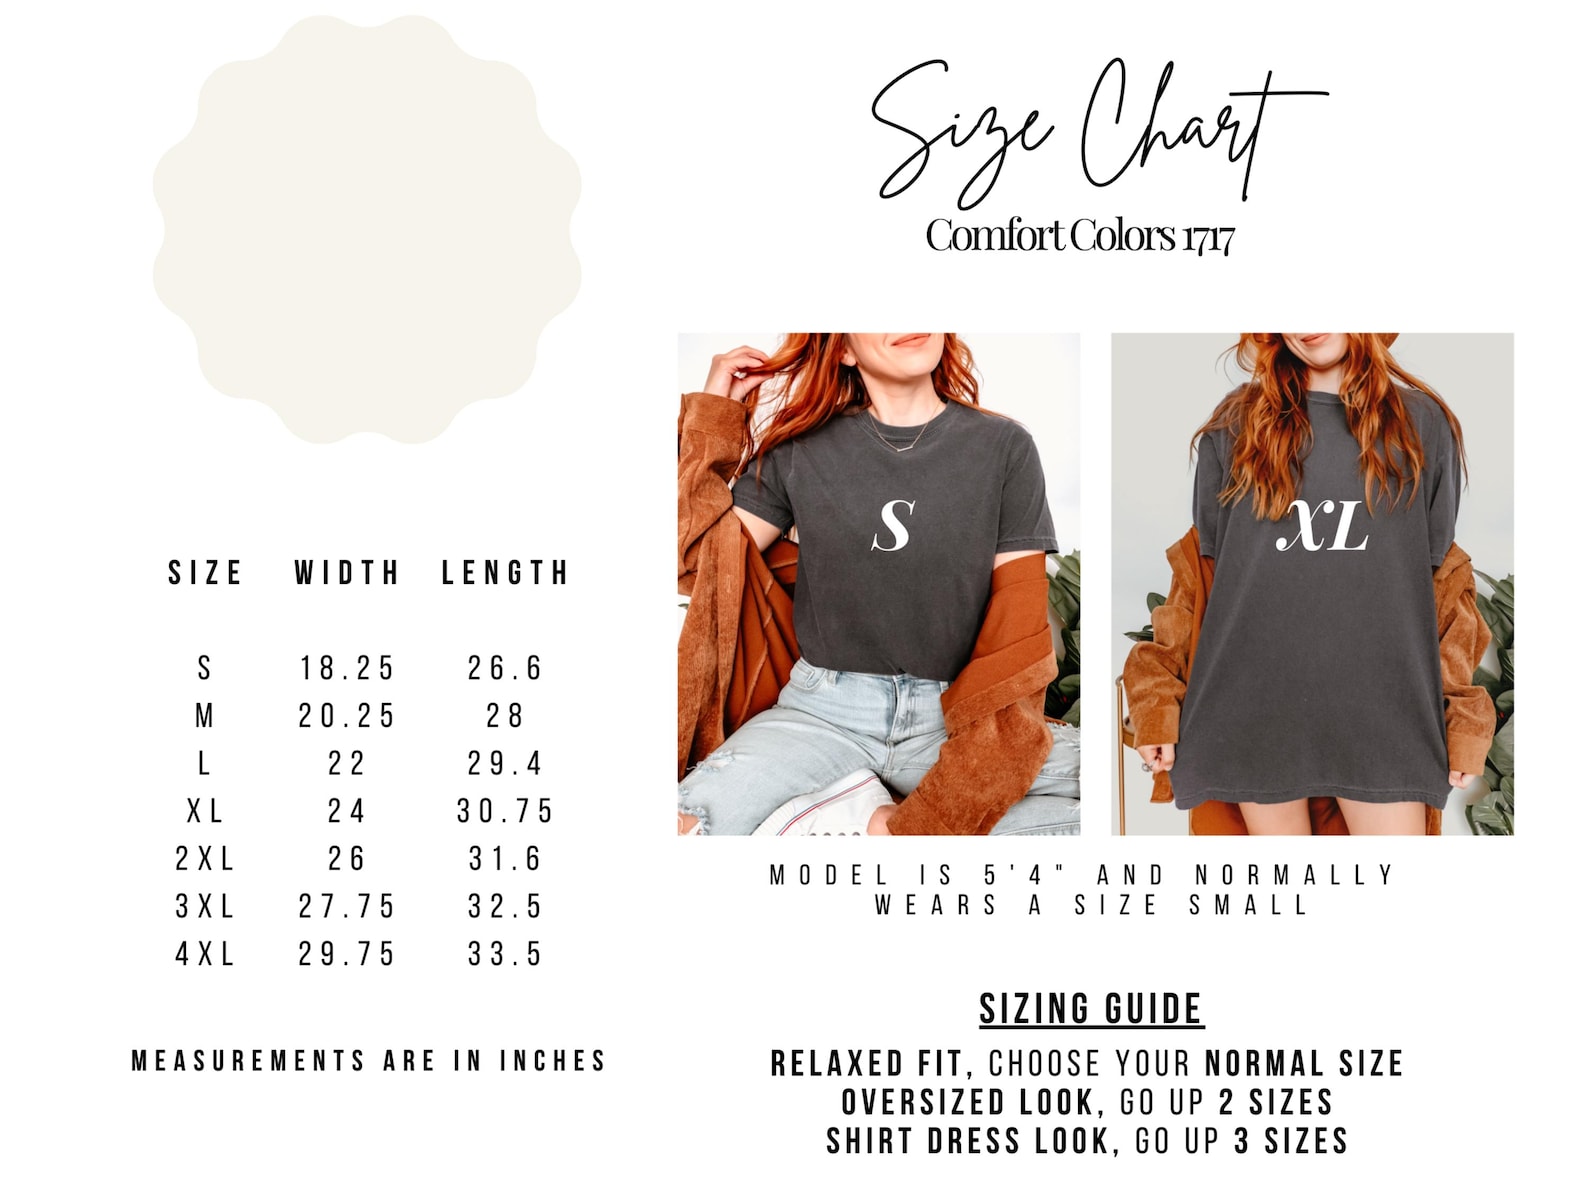 Size Chart
Comfort Colors 1717
SIZE WIDTH LENGTH
S 18.25 26.6
M 20.25 28
L 22 29.4
XL 24 30.75
2XL 26 31.6
3XL 27.75 32.5
4XL 29.75 33.5
MEASUREMENTS ARE IN INCHES
S
XL
MODEL IS 5'4" AND NORMALLY
WEARS A SIZE SMALL
SIZING GUIDE
RELAXED FIT, CHOOSE YOUR NORMAL SIZE
OVERSIZED LOOK, GO UP 2 SIZES
SHIRT DRESS LOOK, GO UP 3 SIZES